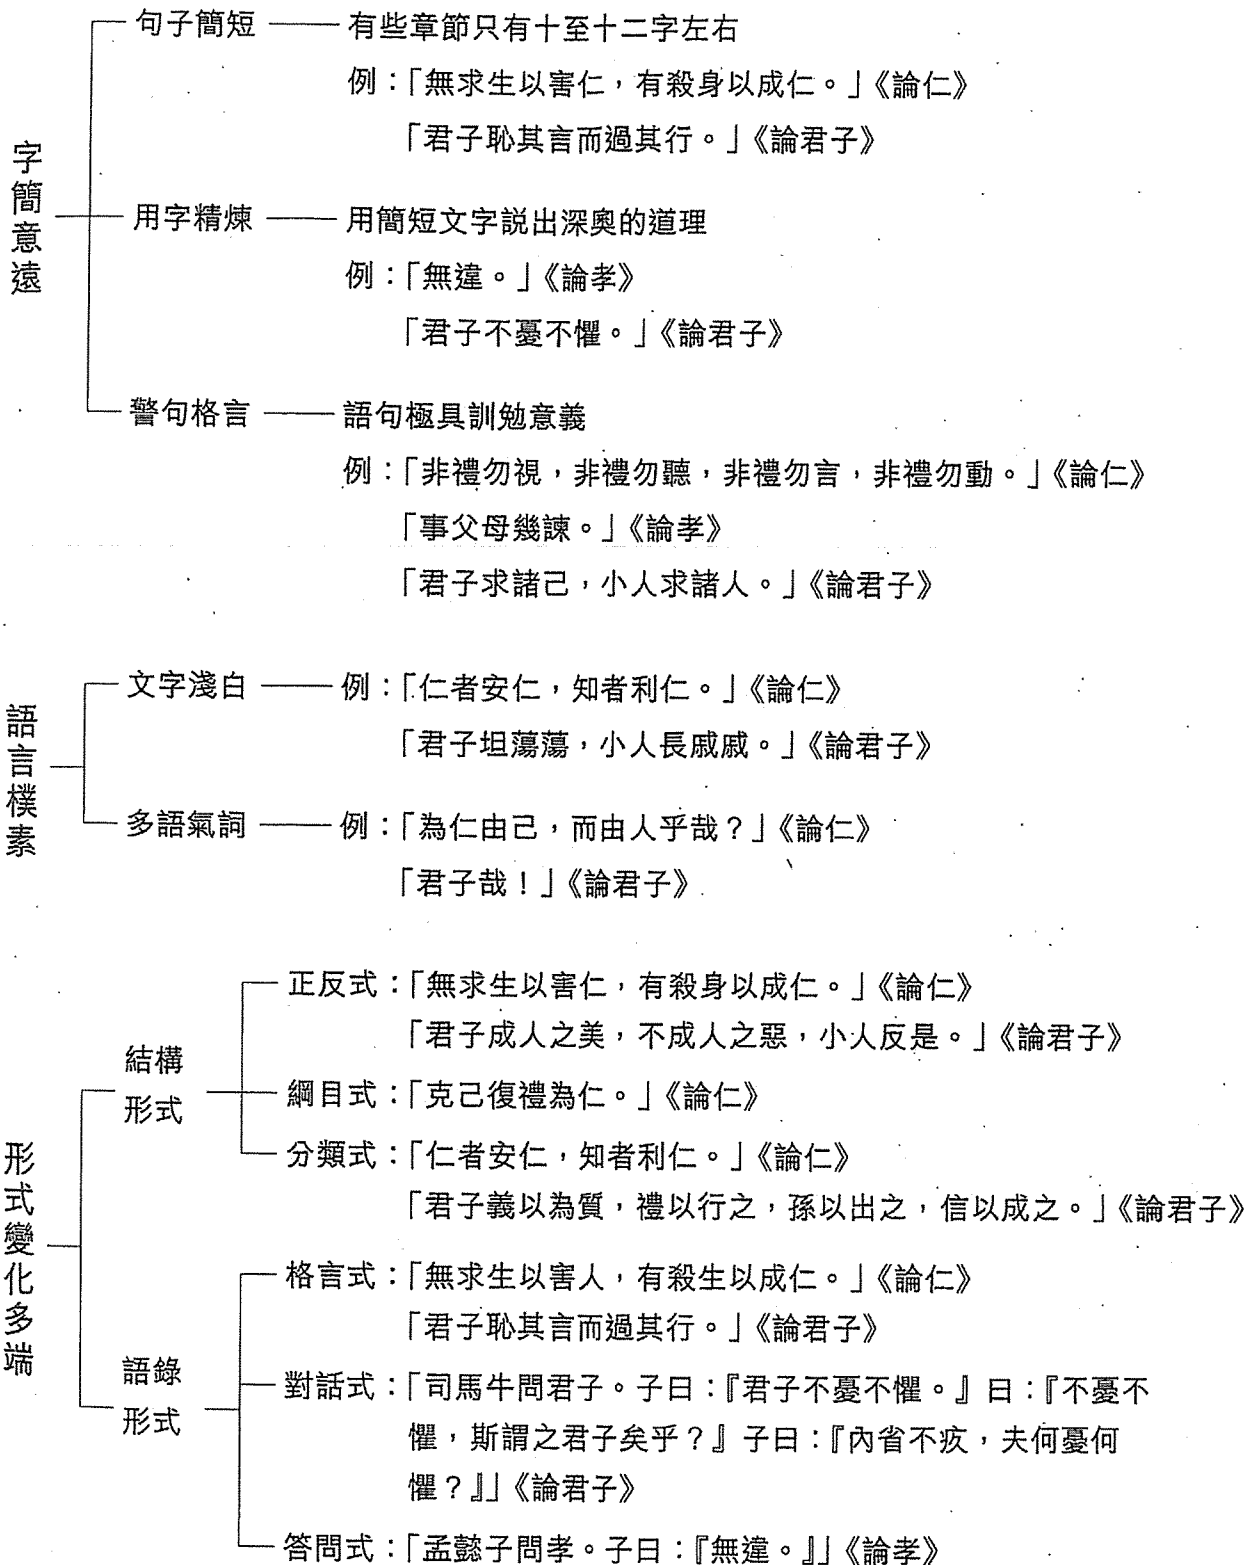 字簡意遠
句子簡短 —— 有些章節只有十至十二字左右
例：「無求生以害仁，有殺身以成仁。」《論仁》
「君子恥其言而過其行。」《論君子》
用字精煉 —— 用簡短文字説出深奧的道理
例：「無違。」《論孝》
「君子不憂不懼。」《論君子》
警句格言 —— 語句極具訓勉意義
例：「非禮勿視，非禮勿聽，非禮勿言，非禮勿動。」《論仁》
「事父母幾諫。」《論孝》
「君子求諸己，小人求諸人。」《論君子》
語言樸素
文字淺白 —— 例：「仁者安仁，知者利仁。」《論仁》
「君子坦蕩蕩，小人長戚戚。」《論君子》
多語氣詞 —— 例：「為仁由己，而由人乎哉？」《論仁》
「君子哉！」《論君子》
形式變化多端
結構
形式
正反式：「無求生以害仁，有殺身以成仁。」《論仁》
「君子成人之美，不成人之惡，小人反是。」《論君子》
綱目式：「克己復禮為仁。」《論仁》
分類式：「仁者安仁，知者利仁。」《論仁》
「君子義以為質，禮以行之，孫以出之，信以成之。」《論君子》
語錄
形式
格言式：「無求生以害人，有殺生以成仁。」《論仁》
「君子恥其言而過其行。」《論君子》
對話式：「司馬牛問君子。子曰：『君子不憂不懼。』曰：『不憂不
懼，斯謂之君子矣乎？』子曰：『內省不疚，夫何憂何
懼？』」《論君子》
答問式：「孟懿子問孝。子曰：『無違。』」《論孝》